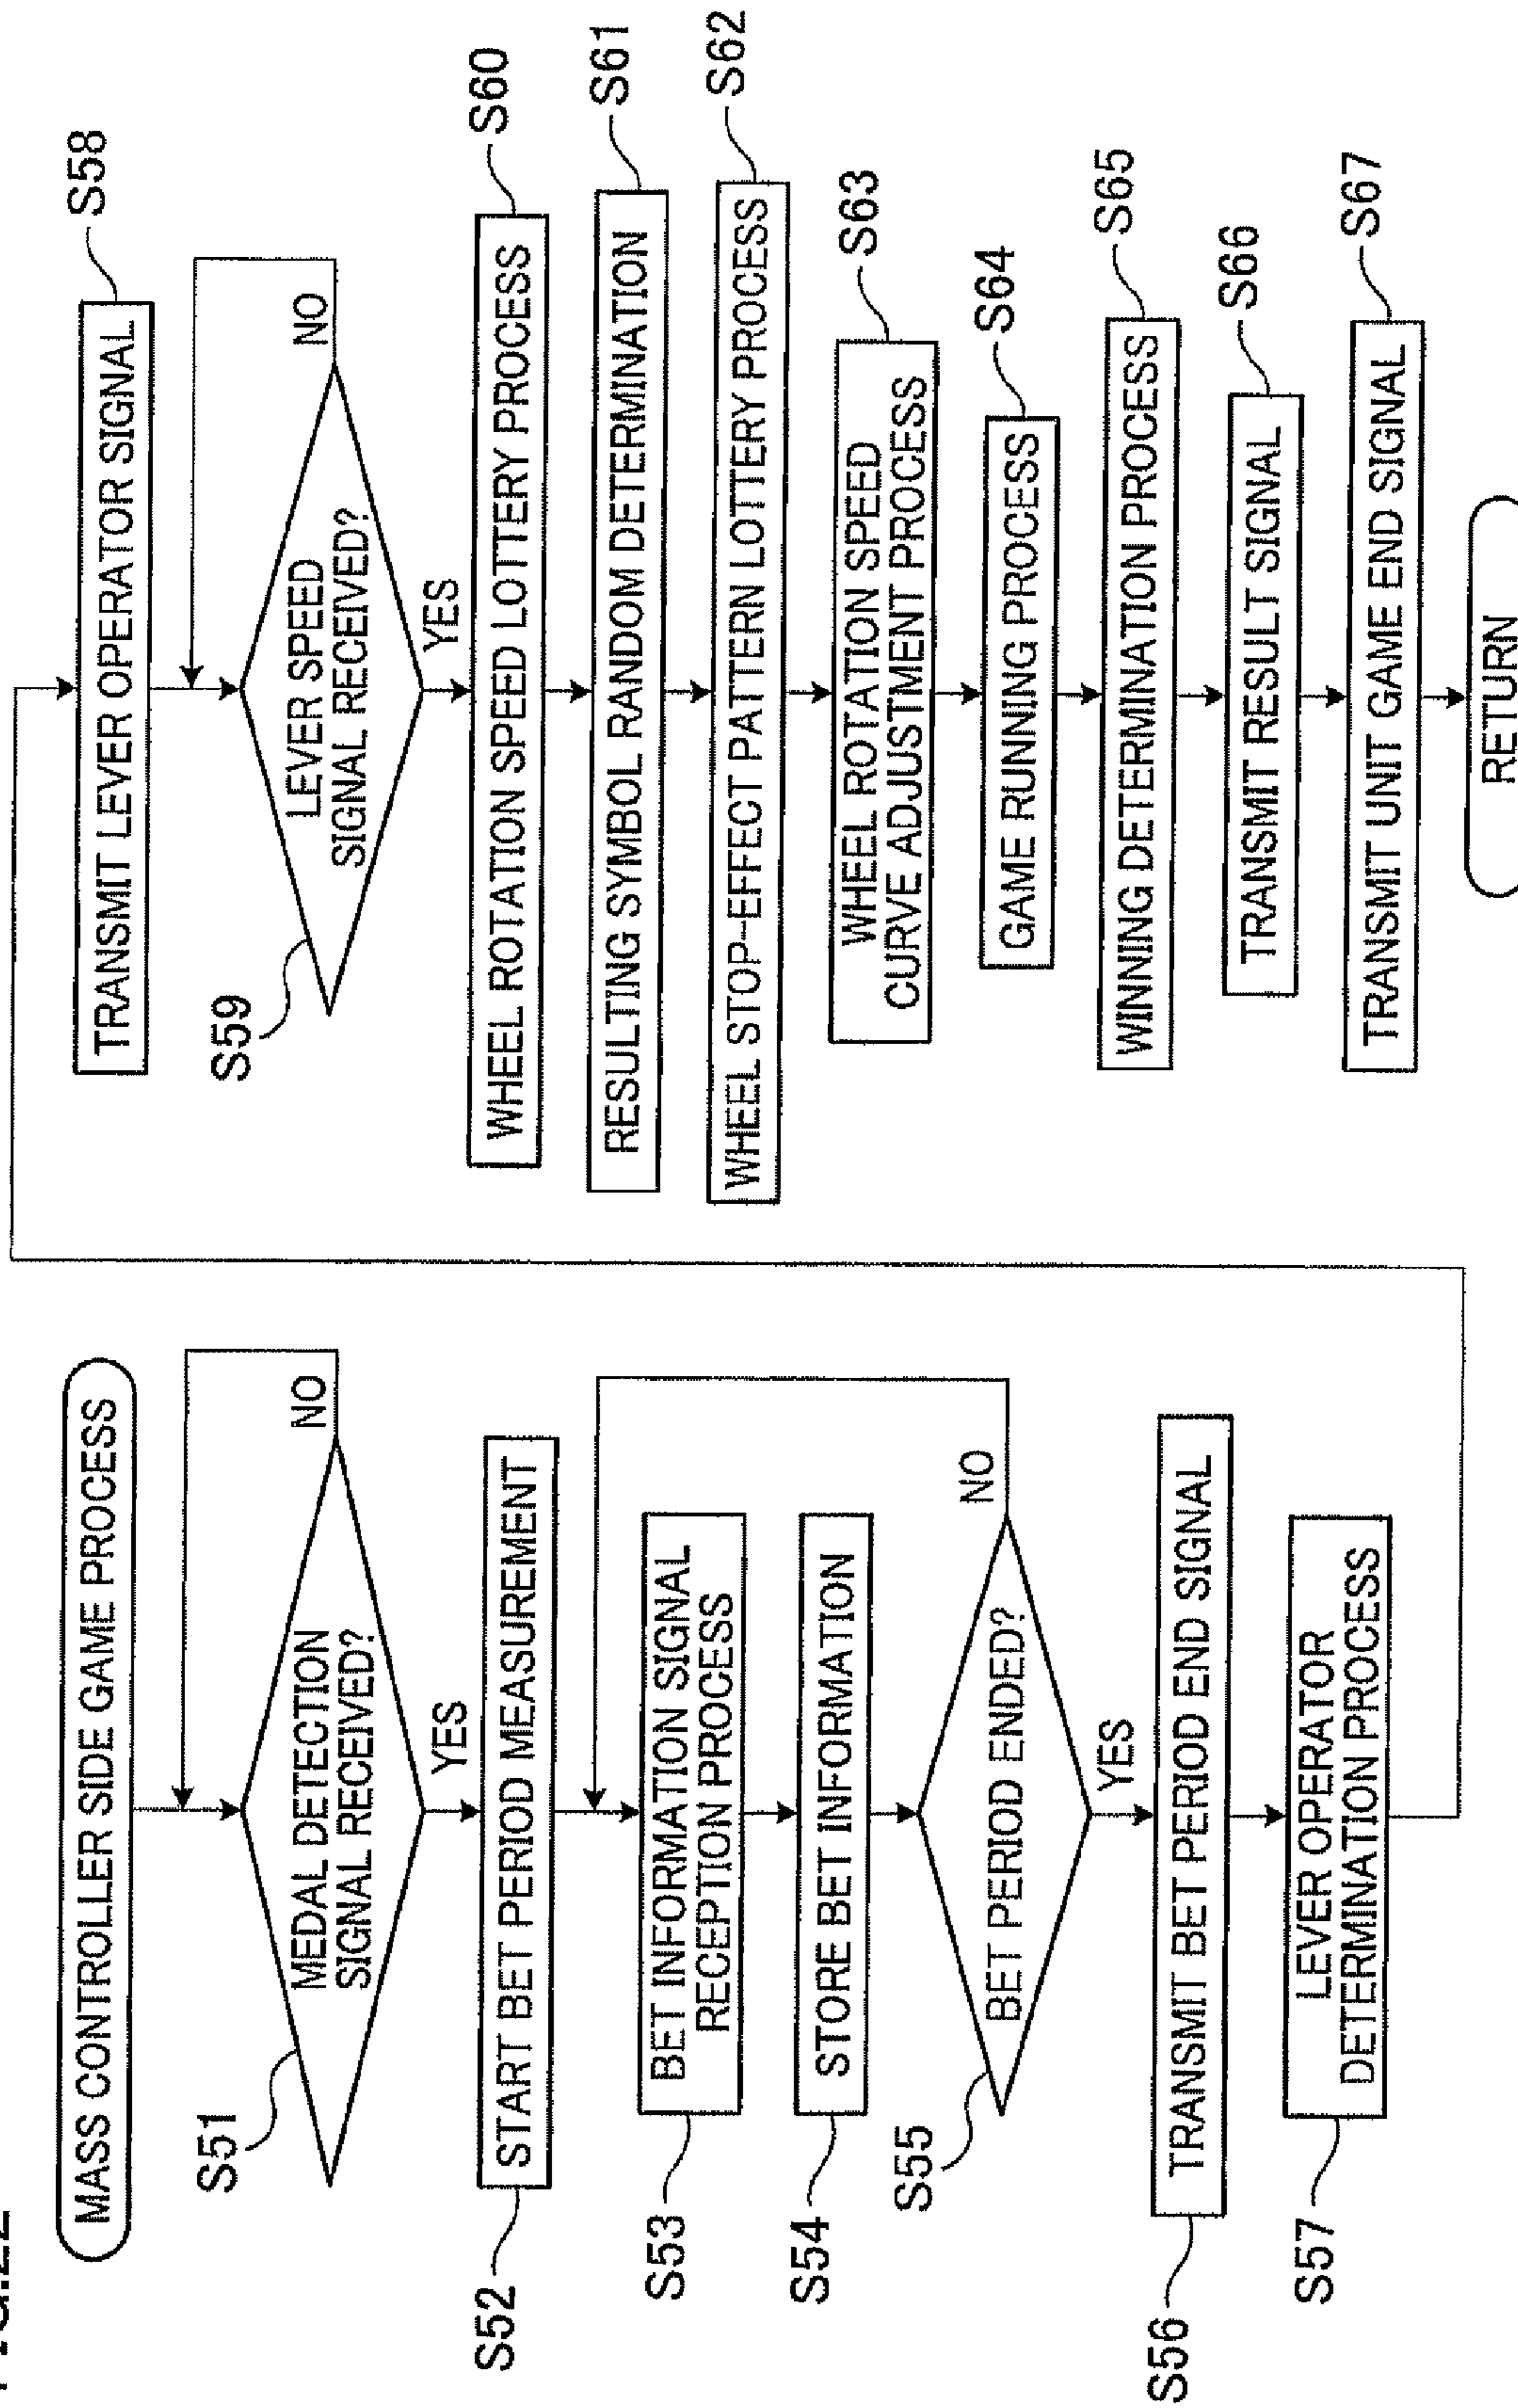 FIG.22
MASS CONTROLLER SIDE GAME PROCESS
S51
MEDAL DETECTION
SIGNAL RECEIVED?
NO
YES
S52
START BET PERIOD MEASUREMENT
S53
BET INFORMATION SIGNAL
RECEPTION PROCESS
S54
STORE BET INFORMATION
S55
BET PERIOD ENDED?
NO
YES
S56
TRANSMIT BET PERIOD END SIGNAL
S57
LEVER OPERATOR
DETERMINATION PROCESS
S58
TRANSMIT LEVER OPERATOR SIGNAL
S59
LEVER SPEED
SIGNAL RECEIVED?
NO
YES
S60
WHEEL ROTATION SPEED LOTTERY PROCESS
S61
RESULTING SYMBOL RANDOM DETERMINATION
S62
WHEEL STOP-EFFECT PATTERN LOTTERY PROCESS
S63
WHEEL ROTATION SPEED
CURVE ADJUSTMENT PROCESS
S64
GAME RUNNING PROCESS
S65
WINNING DETERMINATION PROCESS
S66
TRANSMIT RESULT SIGNAL
S67
TRANSMIT UNIT GAME END SIGNAL
RETURN